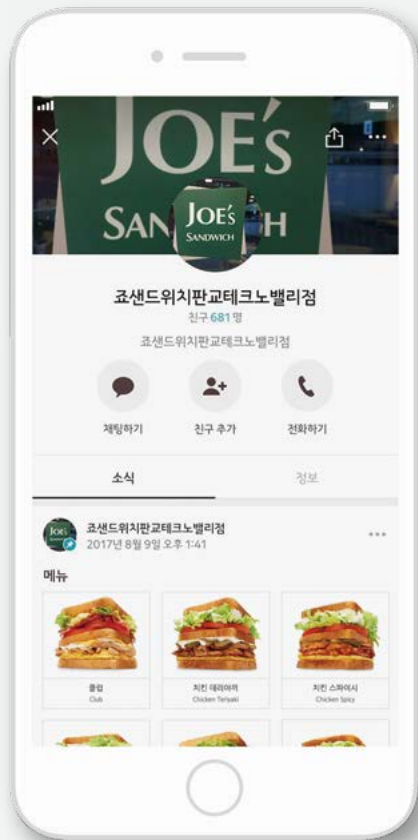 JOE's
SANDWICH
JOE's
SANDWICH
죠샌드위치판교테크노밸리점
친구 681 명
죠샌드위치판교테크노밸리점
채팅하기
친구 추가
전화하기
소식
정보
JOE's
죠샌드위치판교테크노밸리점
2017년 8월 9일 오후 1:41
메뉴
클럽
Club
치킨 데리야끼
Chicken Teriyaki
치킨 스파이시
Chicken Spicy